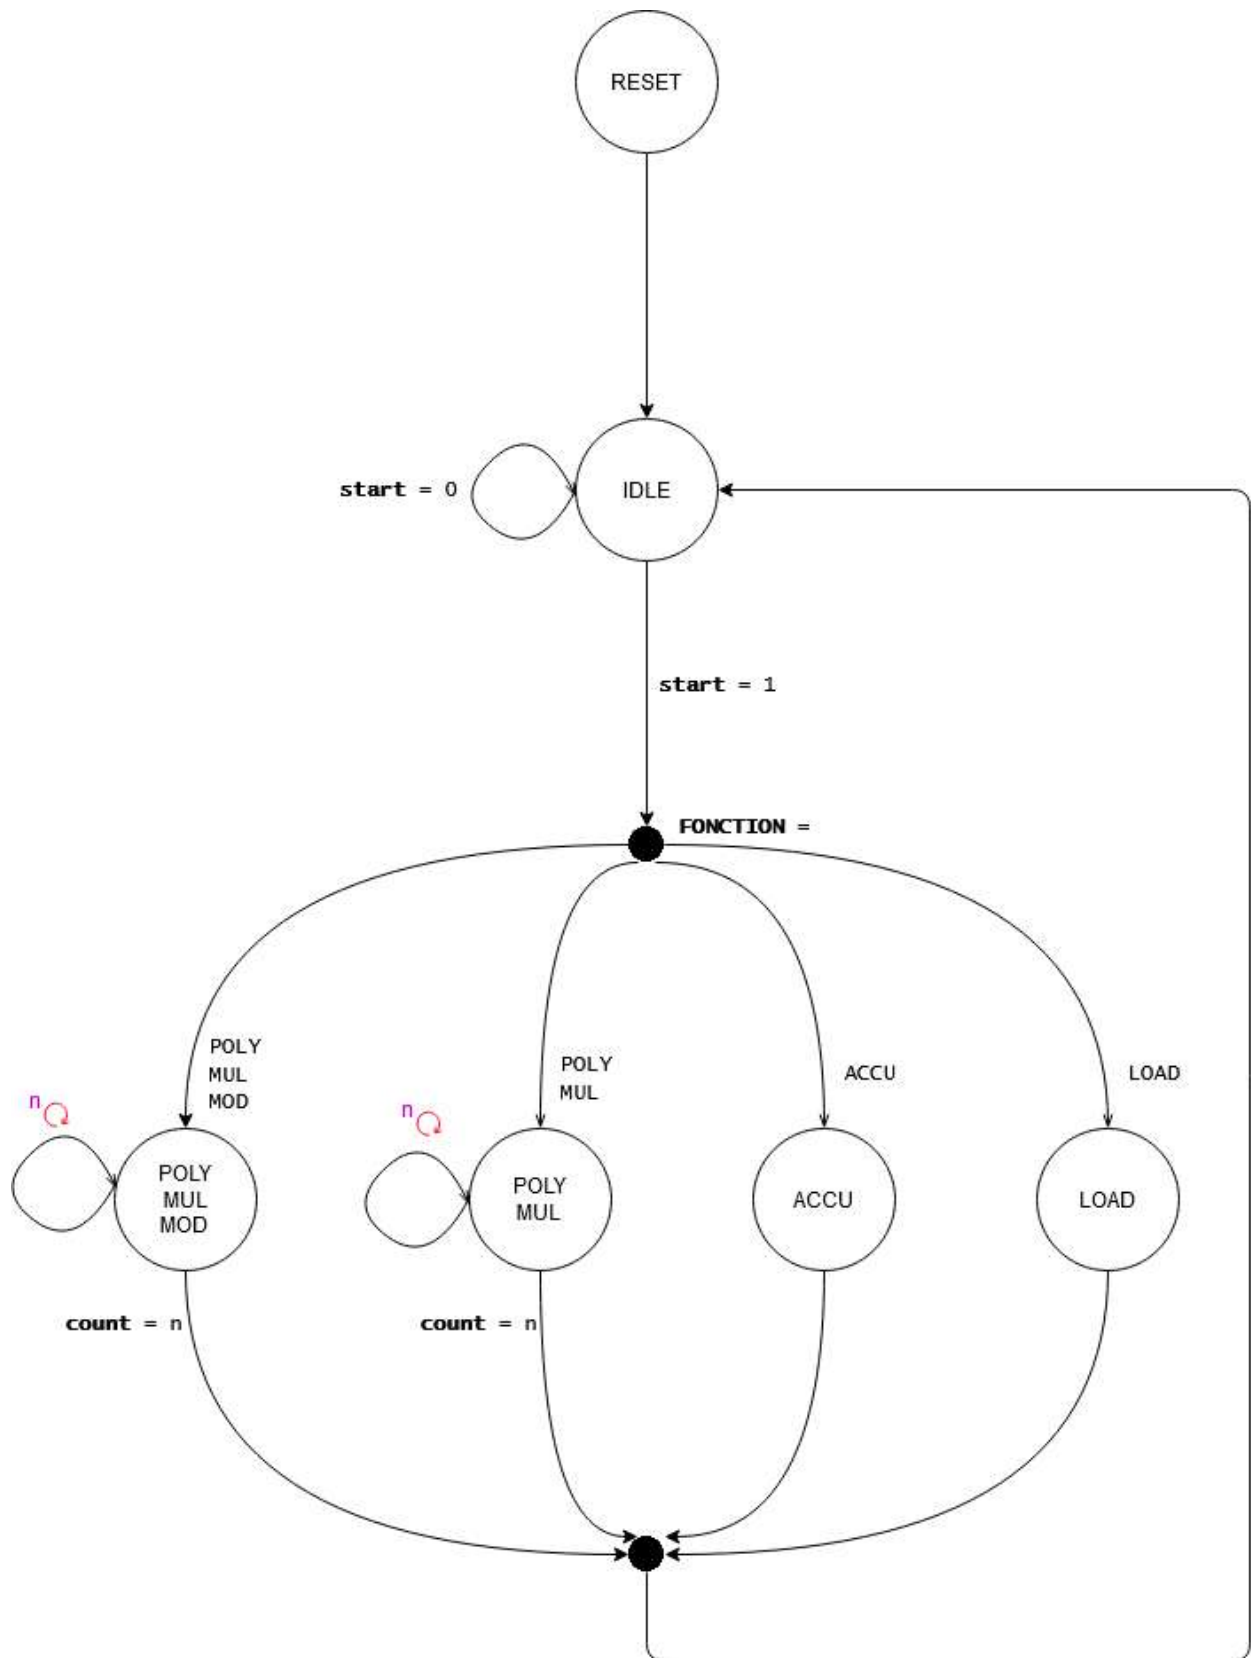 RESET
start = 0
IDLE
start = 1
FONCTION =
POLY
MUL
MOD
POLY
MUL
ACCU
LOAD
n
n
POLY
MUL
MOD
POLY
MUL
ACCU
LOAD
count = n
count = n